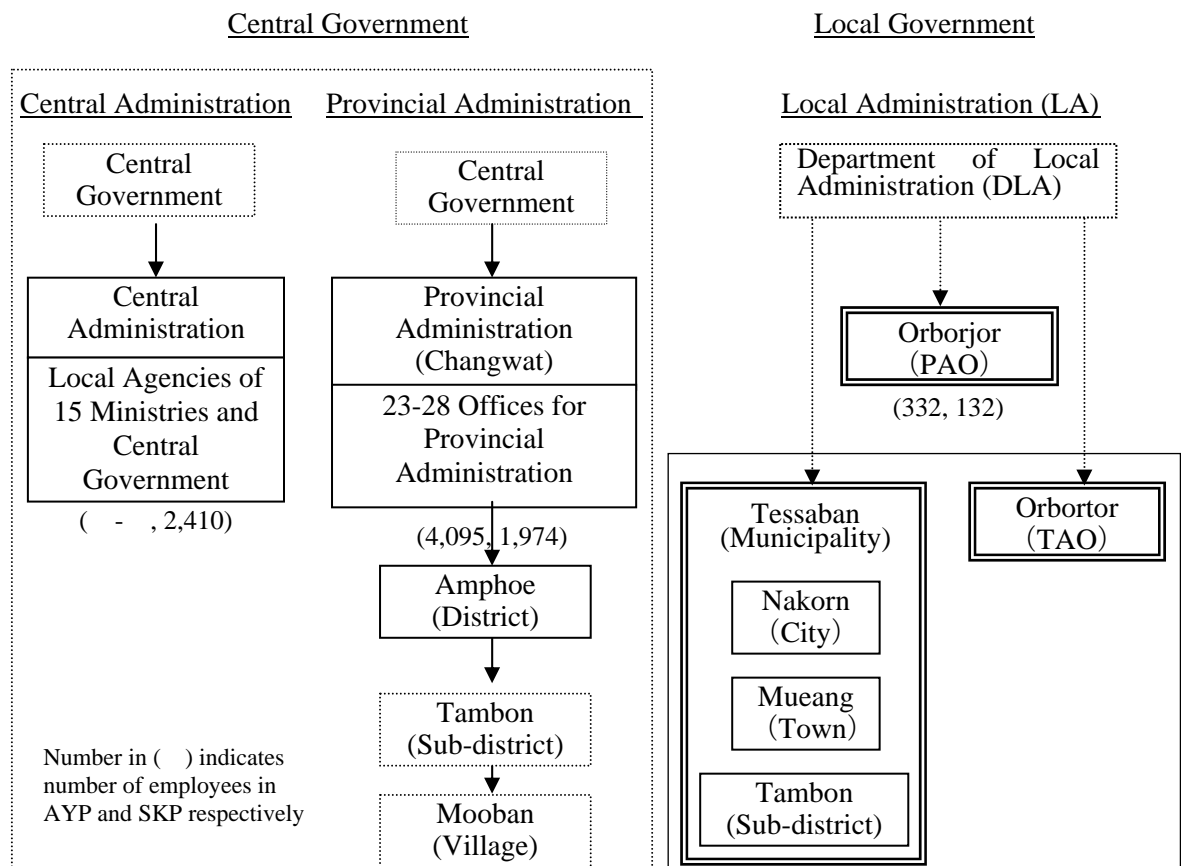 Central Government
Local Government
Central Administration
Provincial Administration
Local Administration (LA)
Central
Government
Central
Government
Department of Local
Administration (DLA)
Central
Administration
Local Agencies of
15 Ministries and
Central
Government
( - , 2,410)
Provincial
Administration
(Changwat)
23-28 Offices for
Provincial
Administration
(4,095, 1,974)
Amphoe
(District)
Tambon
(Sub-district)
Mooban
(Village)
Number in ( ) indicates
number of employees in
AYP and SKP respectively
Orborjor
（PAO）
(332, 132)
Tessaban
(Municipality)
Nakorn
（City）
Mueang
（Town）
Tambon
(Sub-district)
Orbortor
（TAO）